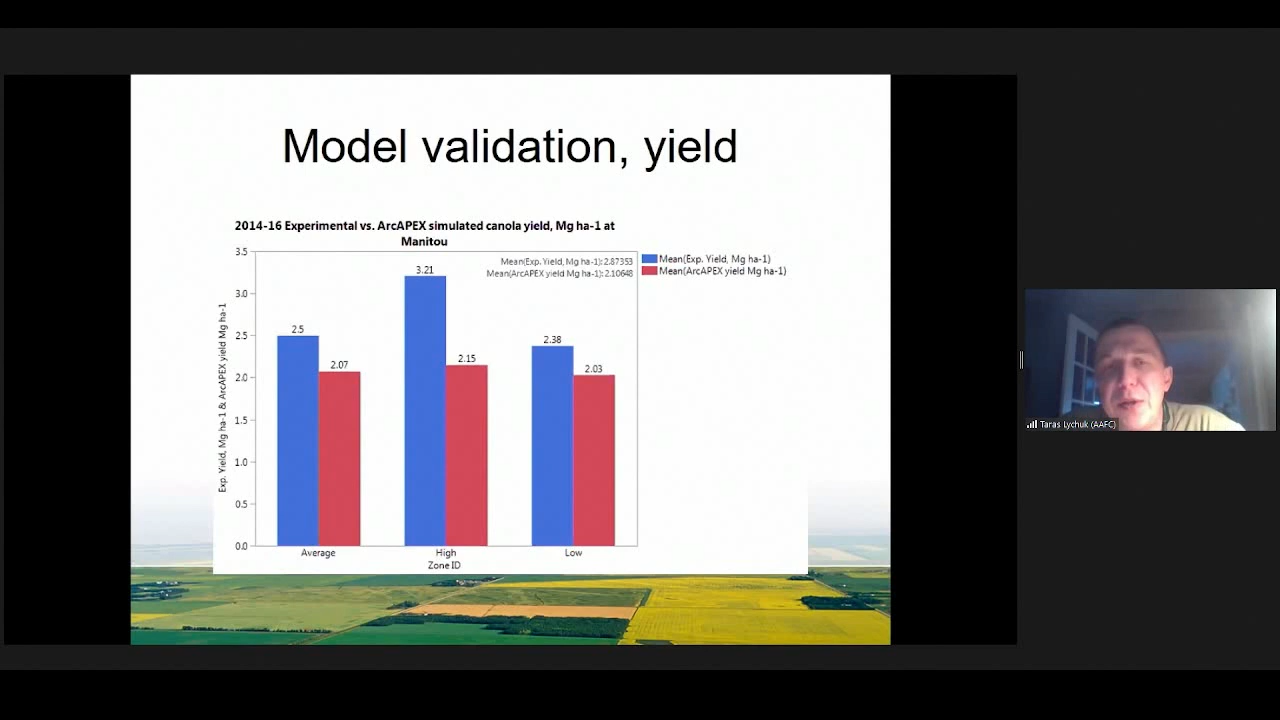 Model validation, yield
2014-16 Experimental vs. ArcAPEX simulated canola yield, Mg ha-1 at
Manitou
Mean(Exp. Yield, Mg ha-1):2.87353
Mean(ArcAPEX yield Mg ha-1):2.10648
Mean(Exp. Yield, Mg ha-1)
Mean(ArcAPEX yield Mg ha-1)
Exp. Yield, Mg ha-1 & ArcAPEX yield Mg ha-1
3.5
3.0
2.5
2.0
1.5
1.0
0.5
0.0
2.5
2.07
3.21
2.15
2.38
2.03
Average
High
Low
Zone ID
Taras Lychuk (AAFC)